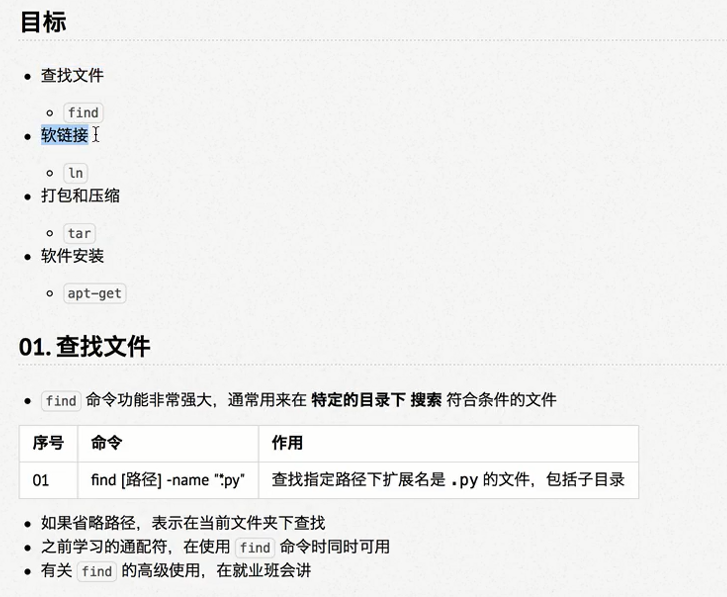 目标
查找文件
find
软链接
ln
打包和压缩
tar
软件安装
apt-get
01. 查找文件
find 命令功能非常强大，通常用来在 特定的目录下 搜索 符合条件的文件
序号 命令 作用
01 find [路径] -name "*.py" 查找指定路径下扩展名是 .py 的文件，包括子目录
如果省略路径，表示在当前文件夹下查找
之前学习的通配符，在使用 find 命令时同时可用
有关 find 的高级使用，在就业班会讲